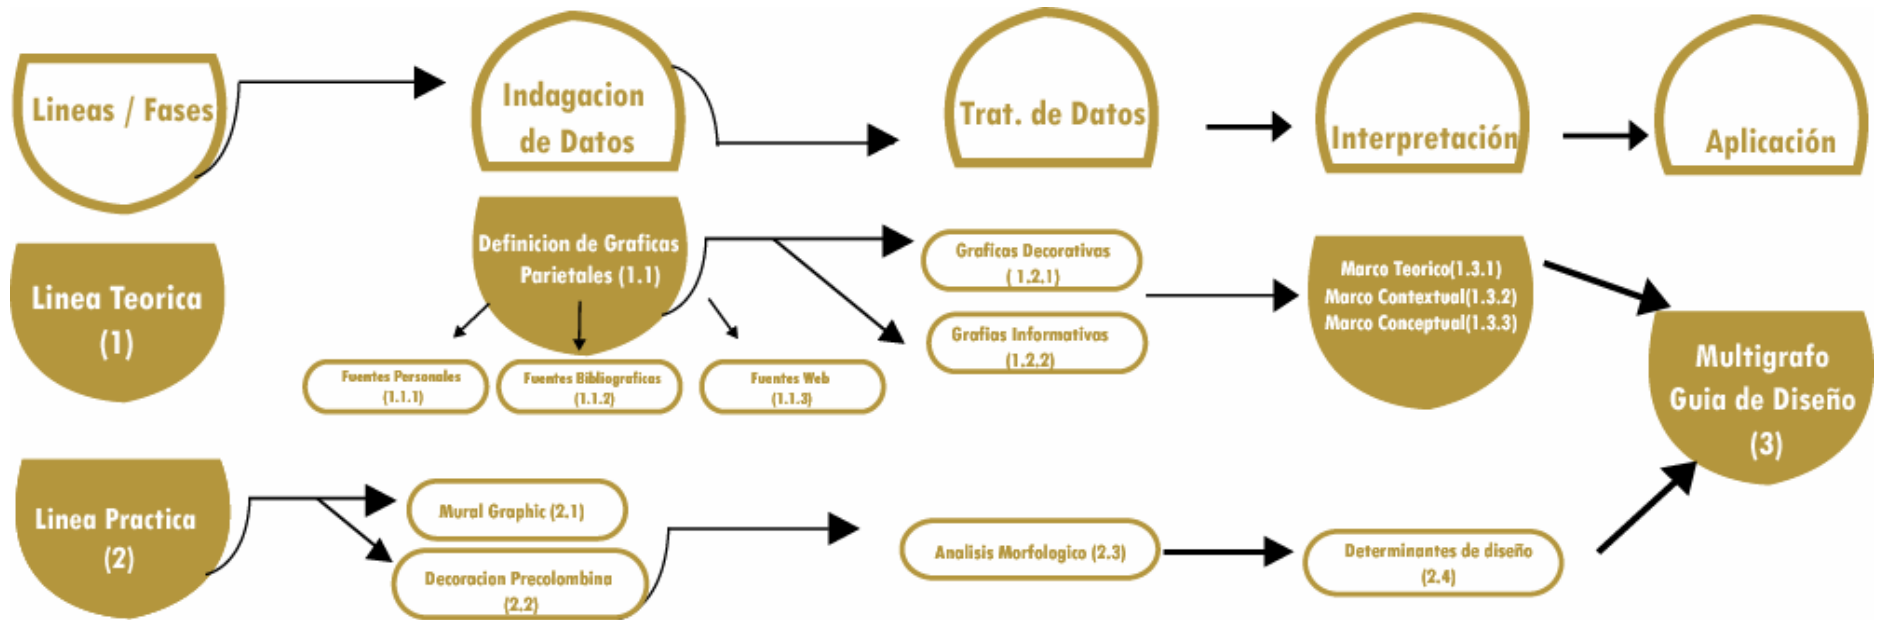 Lineas / Fases
Indagacion
de Datos
Trat. de Datos
Interpretación
Aplicación
Linea Teorica
(1)
Definicion de Graficas
Parietales (1.1)
Fuentes Personales
(1.1.1)
Fuentes Bibliograficas
(1.1.2)
Fuentes Web
(1.1.3)
Graficas Decorativas
( 1.2.1)
Grafias Informativas
(1.2.2)
Marco Teorico(1.3.1)
Marco Contextual(1.3.2)
Marco Conceptual(1.3.3)
Multigrafo
Guia de Diseño
(3)
Linea Practica
(2)
Mural Graphic (2.1)
Decoracion Precolombina
(2.2)
Analisis Morfologico (2.3)
Determinantes de diseño
(2.4)